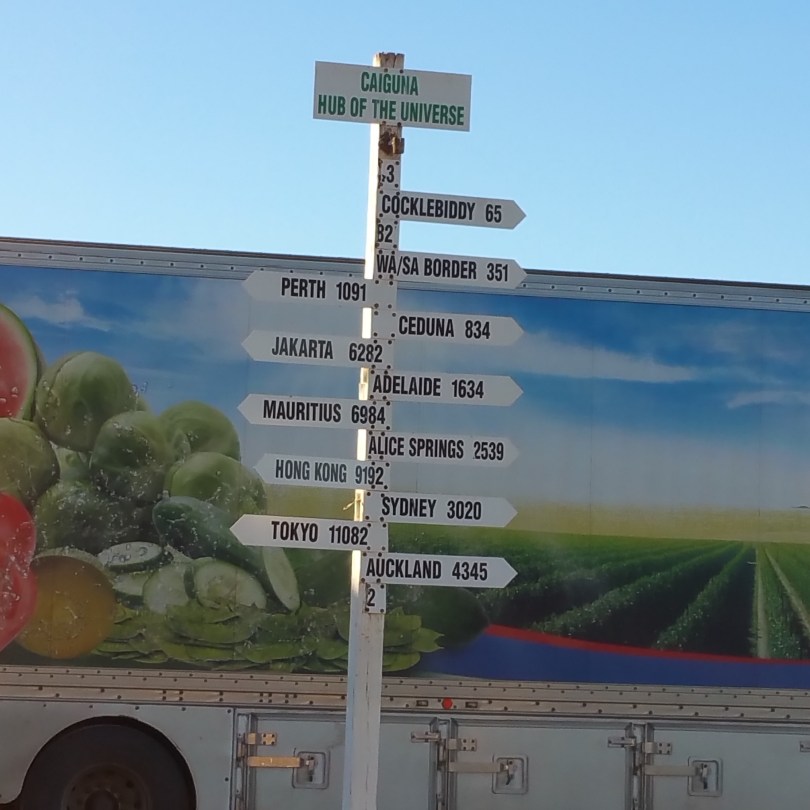 CAIGUNA
HUB OF THE UNIVERSE
3
COCKLEBIDDY 65
32
WA/SA BORDER 351
PERTH 1091
CEDUNA 834
JAKARTA 6282
ADELAIDE 1634
MAURITIUS 6984
ALICE SPRINGS 2539
HONG KONG 9192
SYDNEY 3020
TOKYO 11082
AUCKLAND 4345
2